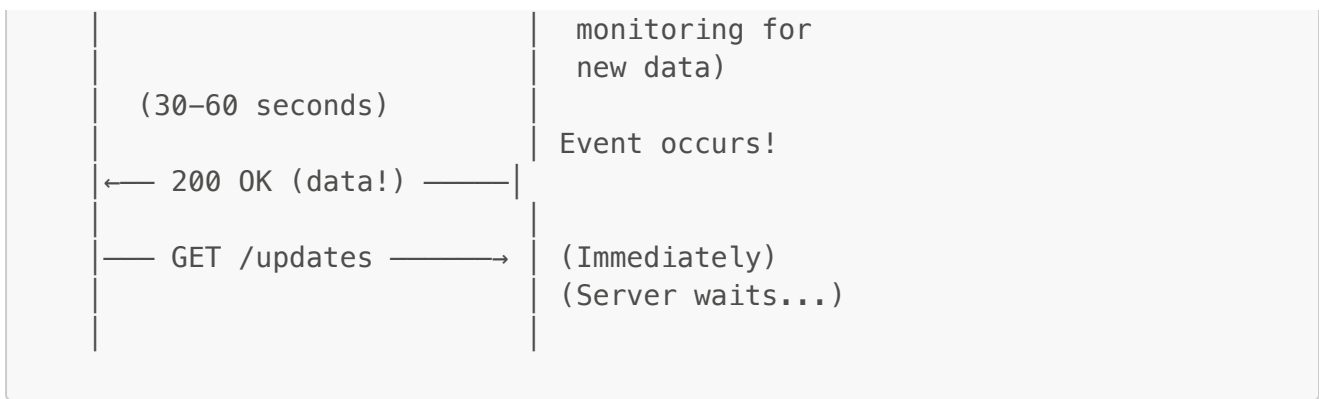 monitoring for
new data)
(30–60 seconds)
Event occurs!
←── 200 OK (data!) ─────│
│── GET /updates ──────→ │ (Immediately)
(Server waits...)